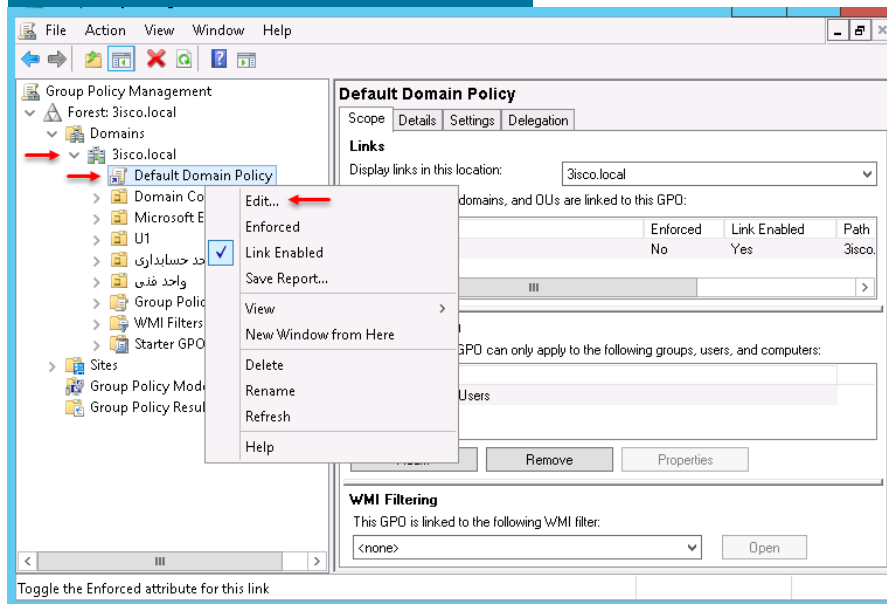 File Action View Window Help
Group Policy Management
Forest: 3isco.local
Domains
3isco.local
Default Domain Policy
Domain Co
Microsoft E
U1
حد حسابداری
واحد فنی
Group Polic
WMI Filters
Starter GPO
Sites
Group Policy Mode
Group Policy Resul
Edit...
Enforced
Link Enabled
Save Report...
View
New Window from Here
Delete
Rename
Refresh
Help
Default Domain Policy
Scope Details Settings Delegation
Links
Display links in this location: 3isco.local
domains, and OUs are linked to this GPO:
Enforced Link Enabled Path
No Yes 3isco.
GPO can only apply to the following groups, users, and computers:
Users
Remove Properties
WMI Filtering
This GPO is linked to the following WMI filter:
<none> Open
Toggle the Enforced attribute for this link